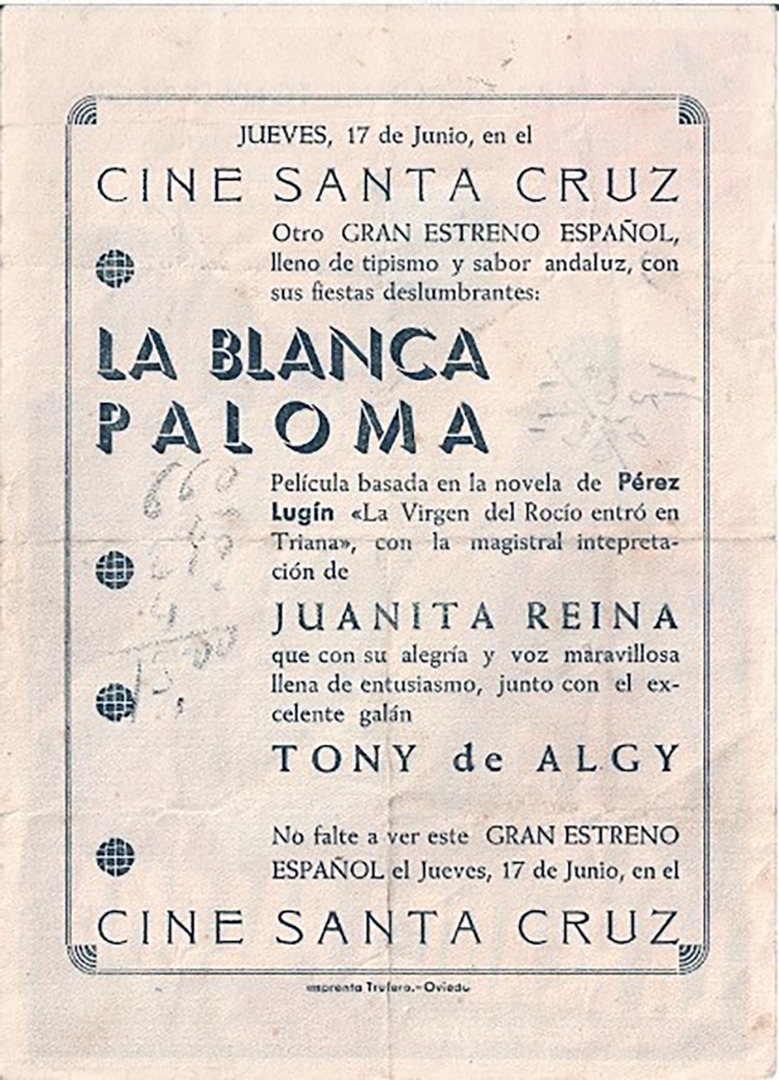 JUEVES, 17 de Junio, en el
CINE SANTA CRUZ
Otro GRAN ESTRENO ESPAÑOL,
lleno de tipismo y sabor andaluz, con
sus fiestas deslumbrantes:
LA BLANCA
PALOMA
Película basada en la novela de Pérez
Lugín «La Virgen del Rocío entró en
Triana», con la magistral intepreta-
ción de
JUANITA REINA
que con su alegría y voz maravillosa
llena de entusiasmo, junto con el ex-
celente galán
TONY de ALGY
No falte a ver este GRAN ESTRENO
ESPAÑOL el Jueves, 17 de Junio, en el
CINE SANTA CRUZ
Imprenta Trufero.-Oviedo
660